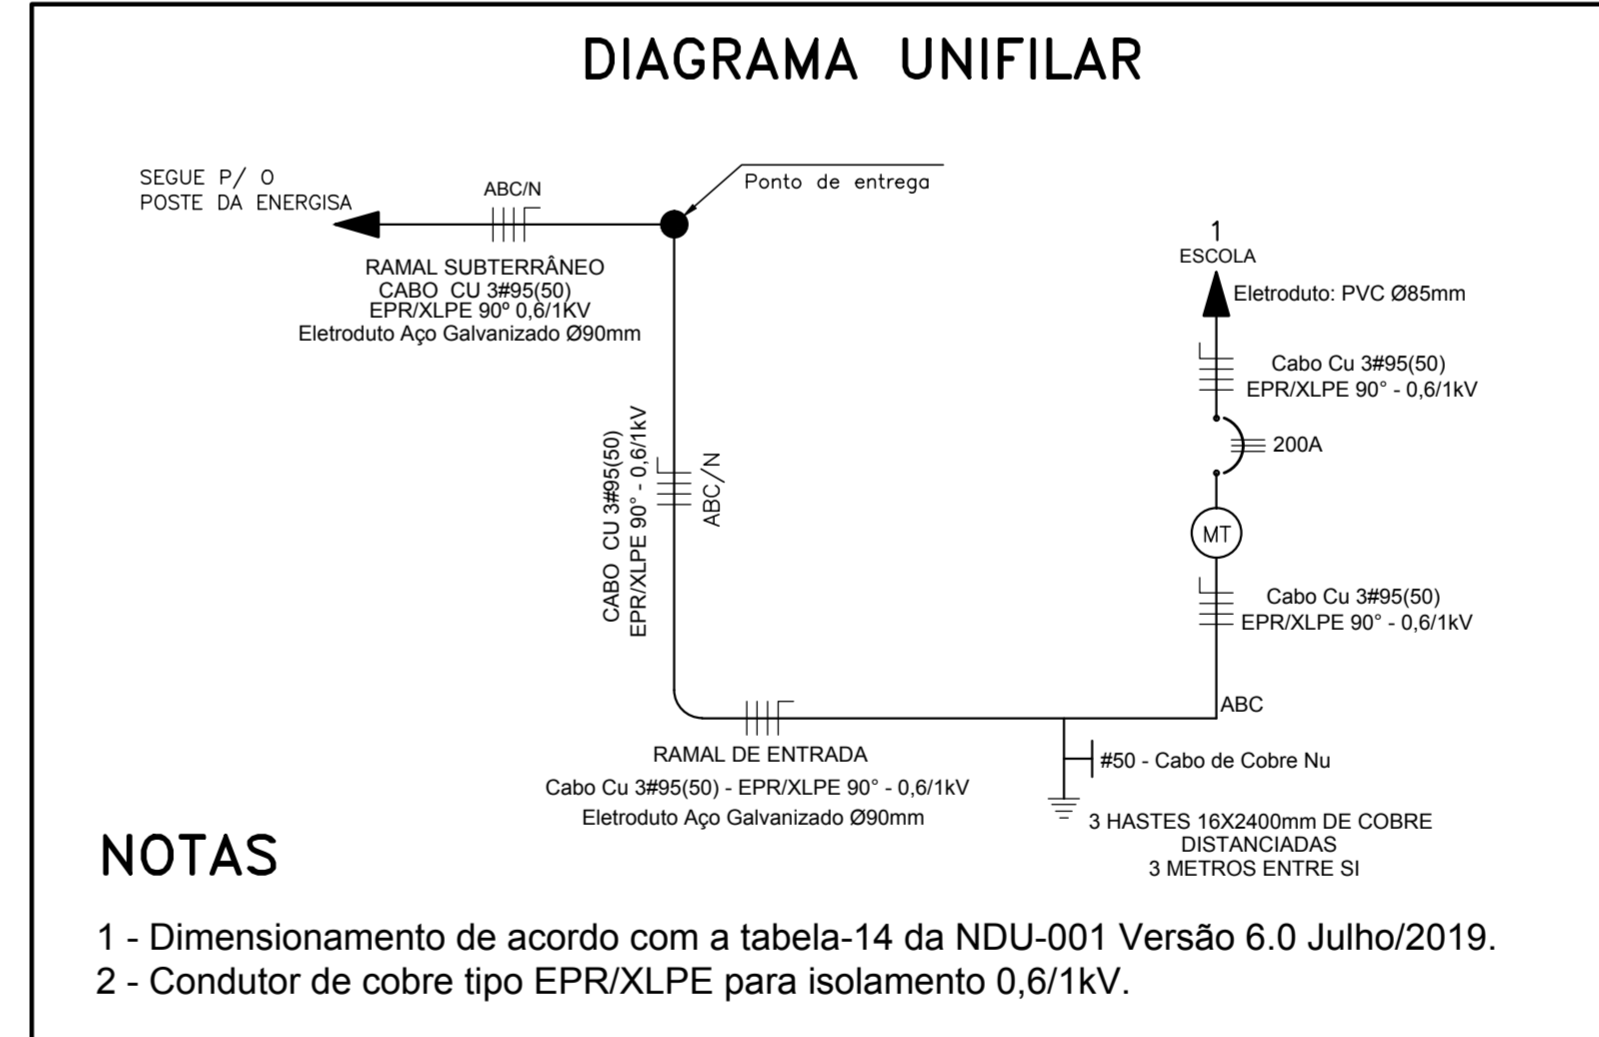 DIAGRAMA UNIFILAR
SEGUE P/ O
POSTE DA ENERGISA
ABC/N
Ponto de entrega
RAMAL SUBTERRÂNEO
CABO CU 3#95(50)
EPR/XLPE 90º 0,6/1KV
Eletroduto Aço Galvanizado Ø90mm
1
ESCOLA
Eletroduto: PVC Ø85mm
Cabo Cu 3#95(50)
EPR/XLPE 90° - 0,6/1kV
200A
CABO CU 3#95(50)
EPR/XLPE 90° - 0,6/1kV
ABC/N
MT
Cabo Cu 3#95(50)
EPR/XLPE 90° - 0,6/1kV
ABC
RAMAL DE ENTRADA
Cabo Cu 3#95(50) - EPR/XLPE 90° - 0,6/1kV
Eletroduto Aço Galvanizado Ø90mm
#50 - Cabo de Cobre Nu
3 HASTES 16X2400mm DE COBRE
DISTANCIADAS
3 METROS ENTRE SI
NOTAS
1 - Dimensionamento de acordo com a tabela-14 da NDU-001 Versão 6.0 Julho/2019.
2 - Condutor de cobre tipo EPR/XLPE para isolamento 0,6/1kV.